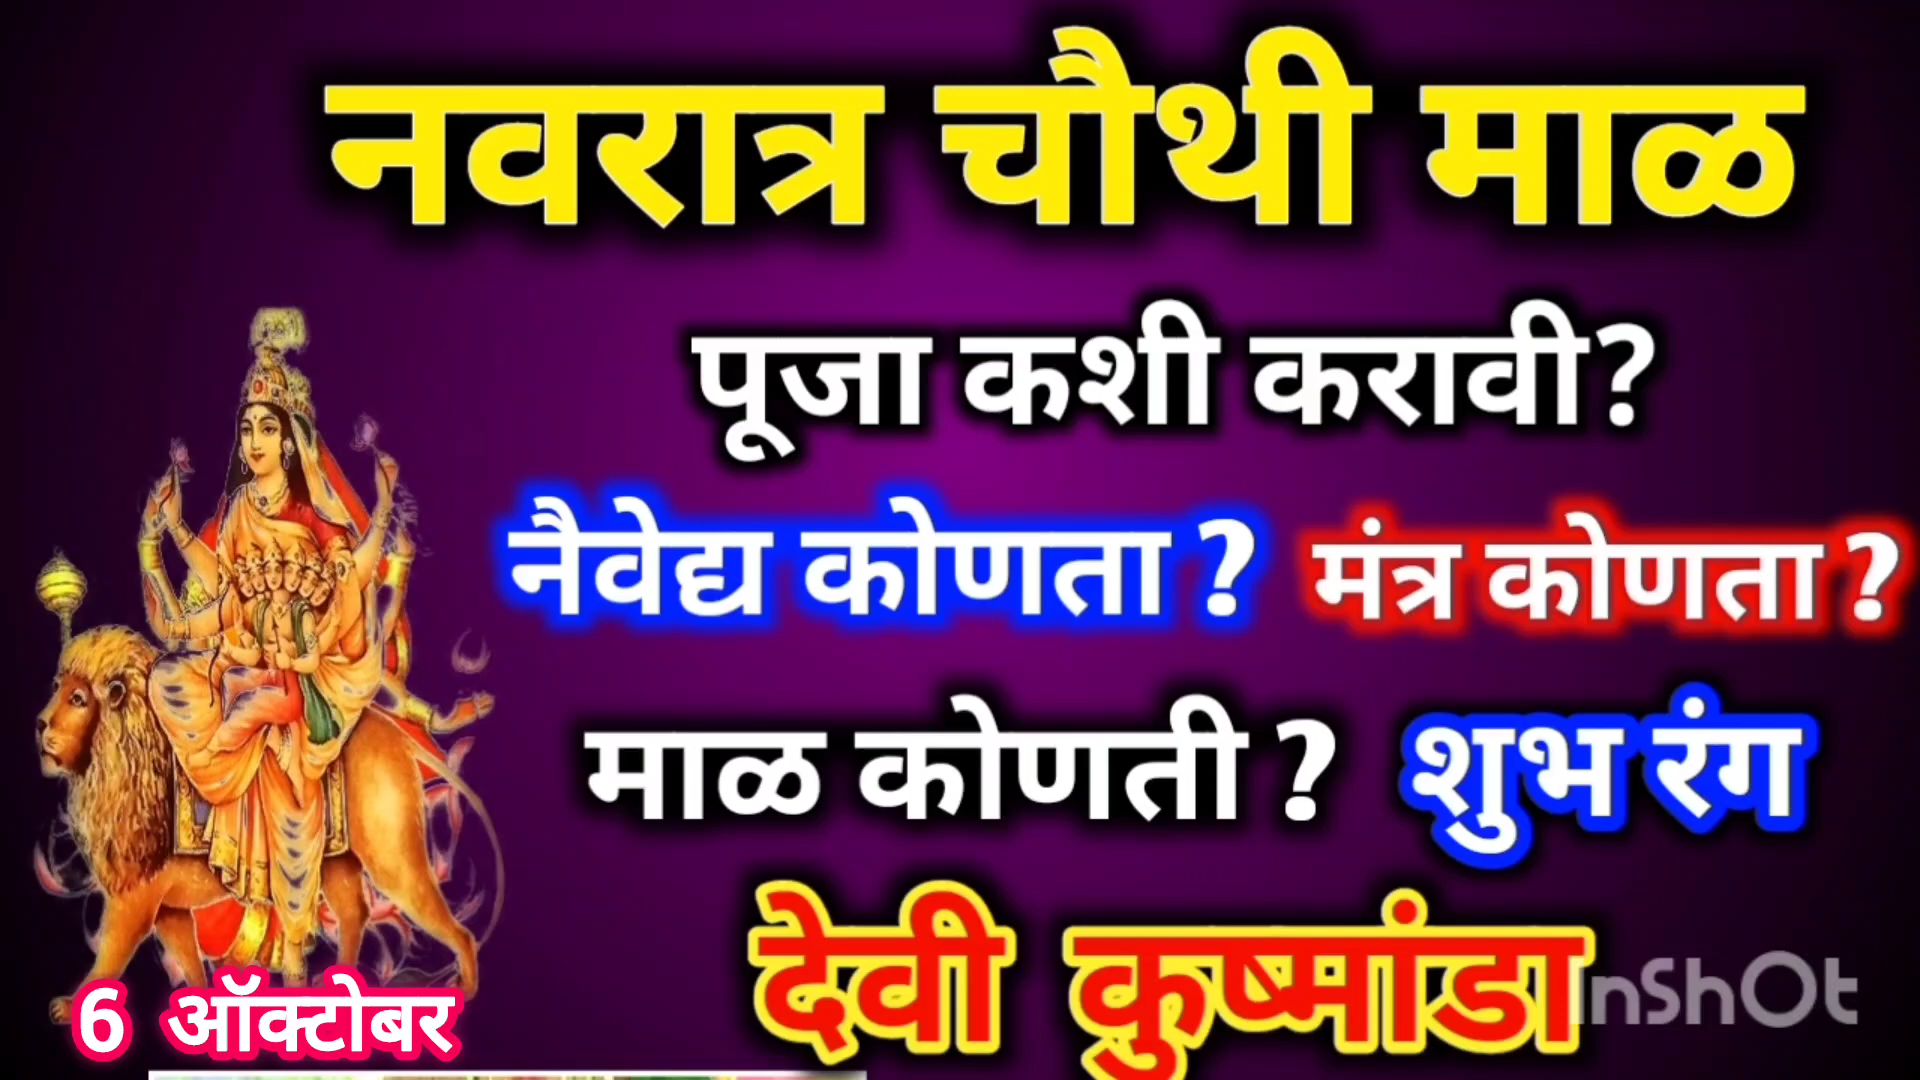 नवरात्र चौथी माळ
पूजा कशी करावी?
नैवेद्य कोणता ? मंत्र कोणता ?
माळ कोणती ? शुभ रंग
देवी कुष्मांडा
InShOt
6 ऑक्टोबर